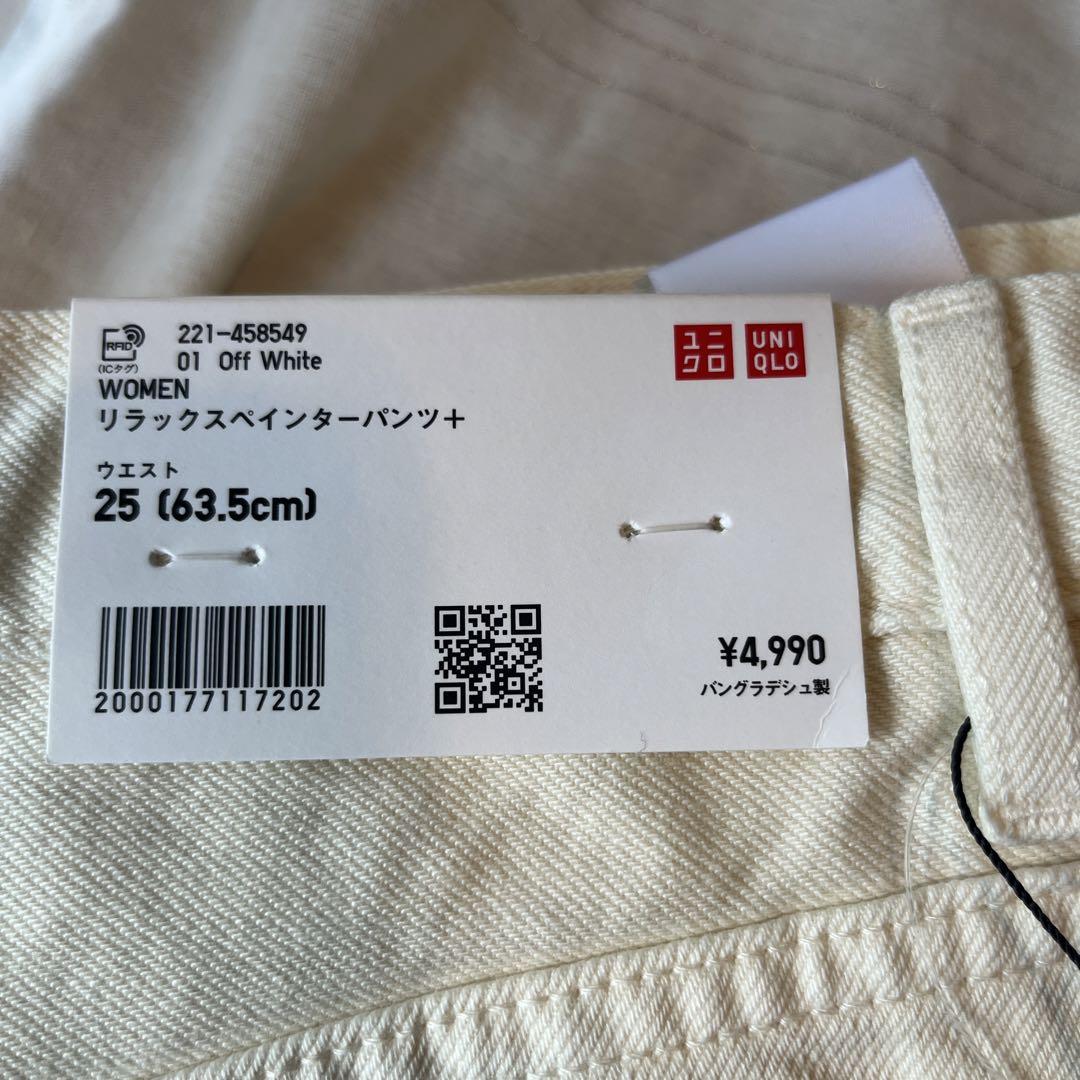 RFID
(ICタグ)
221-458549
01 Off White
WOMEN
リラックスペインターパンツ+
ユニ
クロ
UNI
QLO
ウエスト
25 (63.5cm)
2000177117202
¥4,990
バングラデシュ製